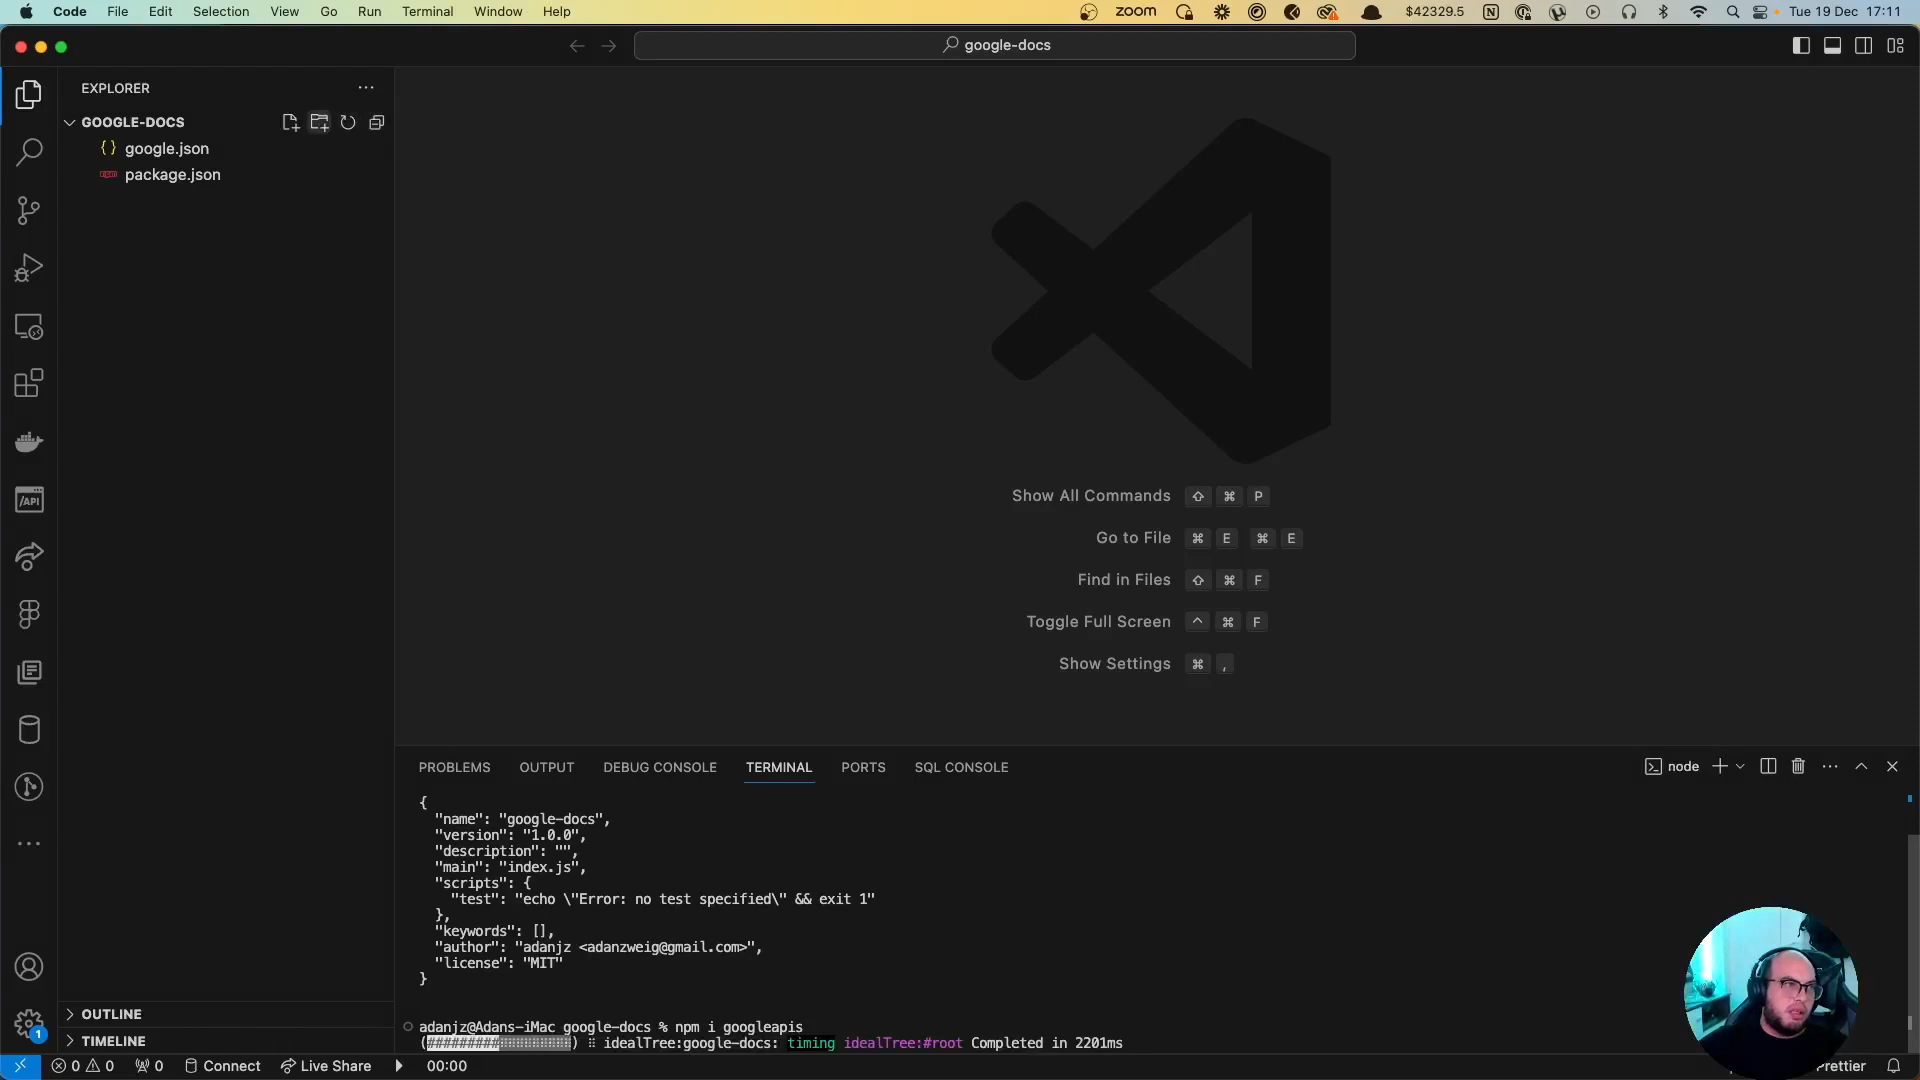 Code File Edit Selection View Go Run Terminal Window Help
zoom $42329.5 Tue 19 Dec 17:11
google-docs
EXPLORER
GOOGLE-DOCS
{} google.json
package.json
Show All Commands ⇧ ⌘ P
Go to File ⌘ E ⌘ E
Find in Files ⇧ ⌘ F
Toggle Full Screen ^ ⌘ F
Show Settings ⌘ ,
/API
PROBLEMS OUTPUT DEBUG CONSOLE TERMINAL PORTS SQL CONSOLE
node
{
"name": "google-docs",
"version": "1.0.0",
"description": "",
"main": "index.js",
"scripts": {
"test": "echo \"Error: no test specified\" && exit 1"
},
"keywords": [],
"author": "adanjz <adanzweig@gmail.com>",
"license": "MIT"
}
adanjz@Adans-iMac google-docs % npm i googleapis
(#########⠂⠂⠂⠂⠂⠂⠂⠂⠂) ⠿ idealTree:google-docs: timing idealTree:#root Completed in 2201ms
OUTLINE
TIMELINE
1
0 0 0 Connect Live Share 00:00 Prettier